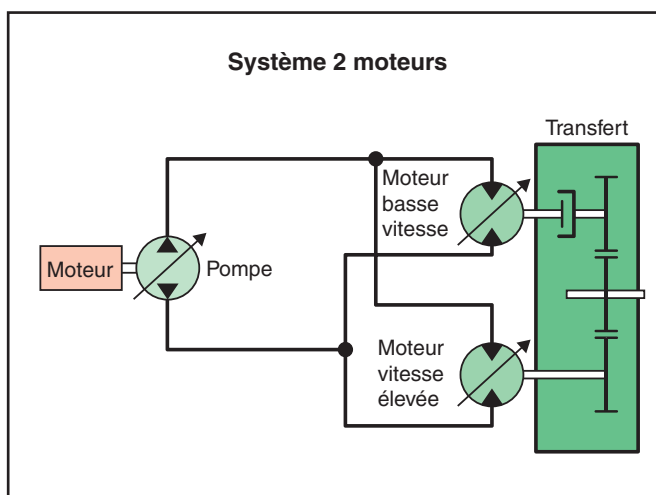 Système 2 moteurs
Transfert
Moteur
basse
vitesse
Moteur
Pompe
Moteur
vitesse
élevée